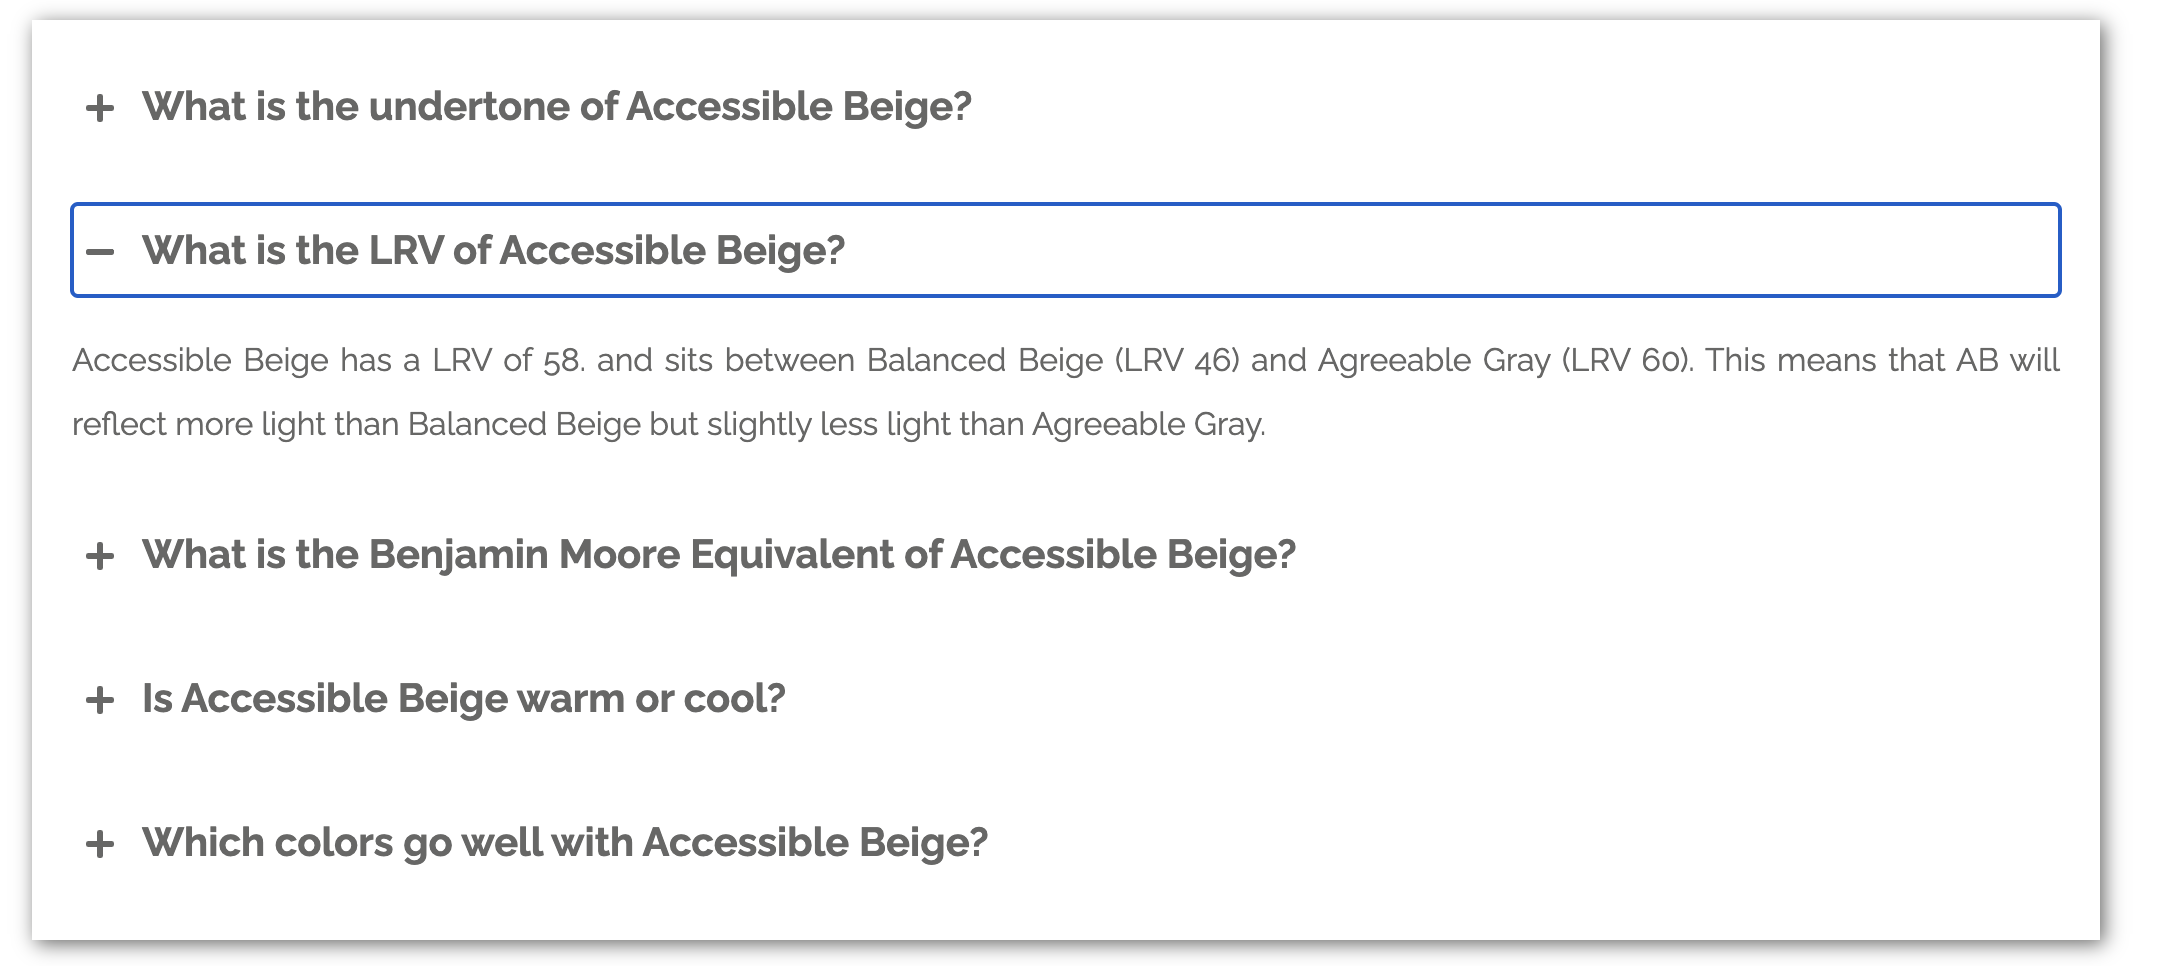 What is the undertone of Accessible Beige?
What is the LRV of Accessible Beige?
Accessible Beige has a LRV of 58. and sits between Balanced Beige (LRV 46) and Agreeable Gray (LRV 60). This means that AB will
reflect more light than Balanced Beige but slightly less light than Agreeable Gray.
What is the Benjamin Moore Equivalent of Accessible Beige?
Is Accessible Beige warm or cool?
Which colors go well with Accessible Beige?